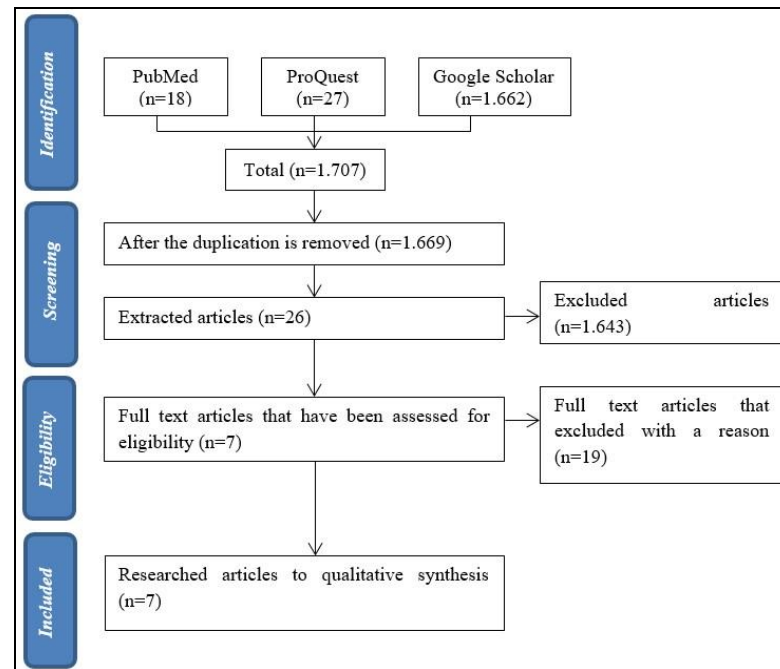 Identification
PubMed
(n=18)
ProQuest
(n=27)
Google Scholar
(n=1.662)
Total (n=1.707)
Screening
After the duplication is removed (n=1.669)
Extracted articles (n=26)
Excluded articles
(n=1.643)
Eligibility
Full text articles that have been assessed for
eligibility (n=7)
Full text articles that
excluded with a reason
(n=19)
Included
Researched articles to qualitative synthesis
(n=7)